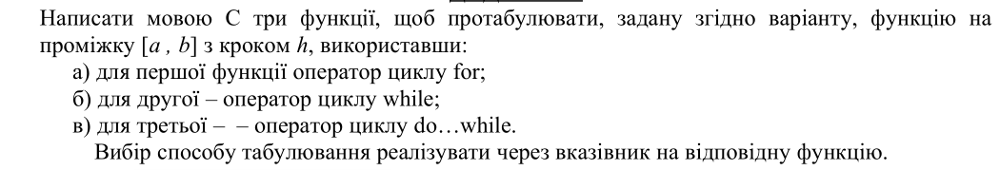 Написати мовою С три функції, щоб протабулювати, задану згідно варіанту, функцію на
проміжку [a , b] з кроком h, використавши:
а) для першої функції оператор циклу for;
б) для другої – оператор циклу while;
в) для третьої – – оператор циклу do…while.
Вибір способу табулювання реалізувати через вказівник на відповідну функцію.